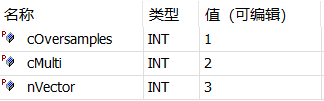 名称 类型 值（可编辑）
P cOversamples INT 1
P cMulti INT 2
P nVector INT 3